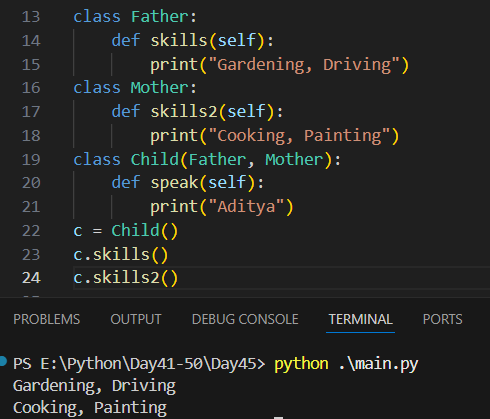 13 class Father:
14     def skills(self):
15         print("Gardening, Driving")
16 class Mother:
17     def skills2(self):
18         print("Cooking, Painting")
19 class Child(Father, Mother):
20     def speak(self):
21         print("Aditya")
22 c = Child()
23 c.skills()
24 c.skills2()
PROBLEMS OUTPUT DEBUG CONSOLE TERMINAL PORTS
PS E:\Python\Day41-50\Day45> python .\main.py
Gardening, Driving
Cooking, Painting